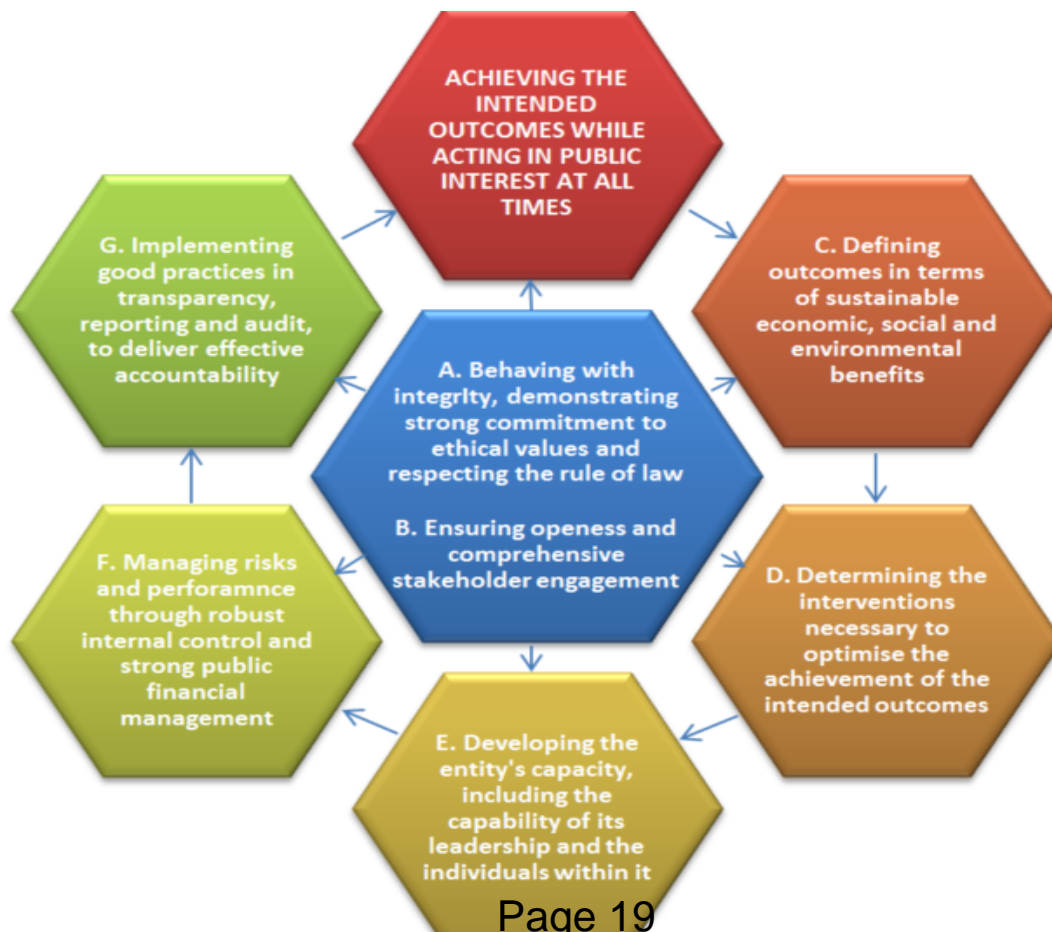 ACHIEVING THE
INTENDED
OUTCOMES WHILE
ACTING IN PUBLIC
INTEREST AT ALL
TIMES
G. Implementing
good practices in
transparency,
reporting and audit,
to deliver effective
accountability
C. Defining
outcomes in terms
of sustainable
economic, social and
environmental
benefits
A. Behaving with
integrIty, demonstrating
strong commitment to
ethical values and
respecting the rule of law
B. Ensuring openess and
comprehensive
stakeholder engagement
F. Managing risks
and perforamnce
through robust
internal control and
strong public
financial
management
D. Determining the
interventions
necessary to
optimise the
achievement of the
intended outcomes
E. Developing the
entity's capacity,
including the
capability of its
leadership and the
individuals within it
Page 19